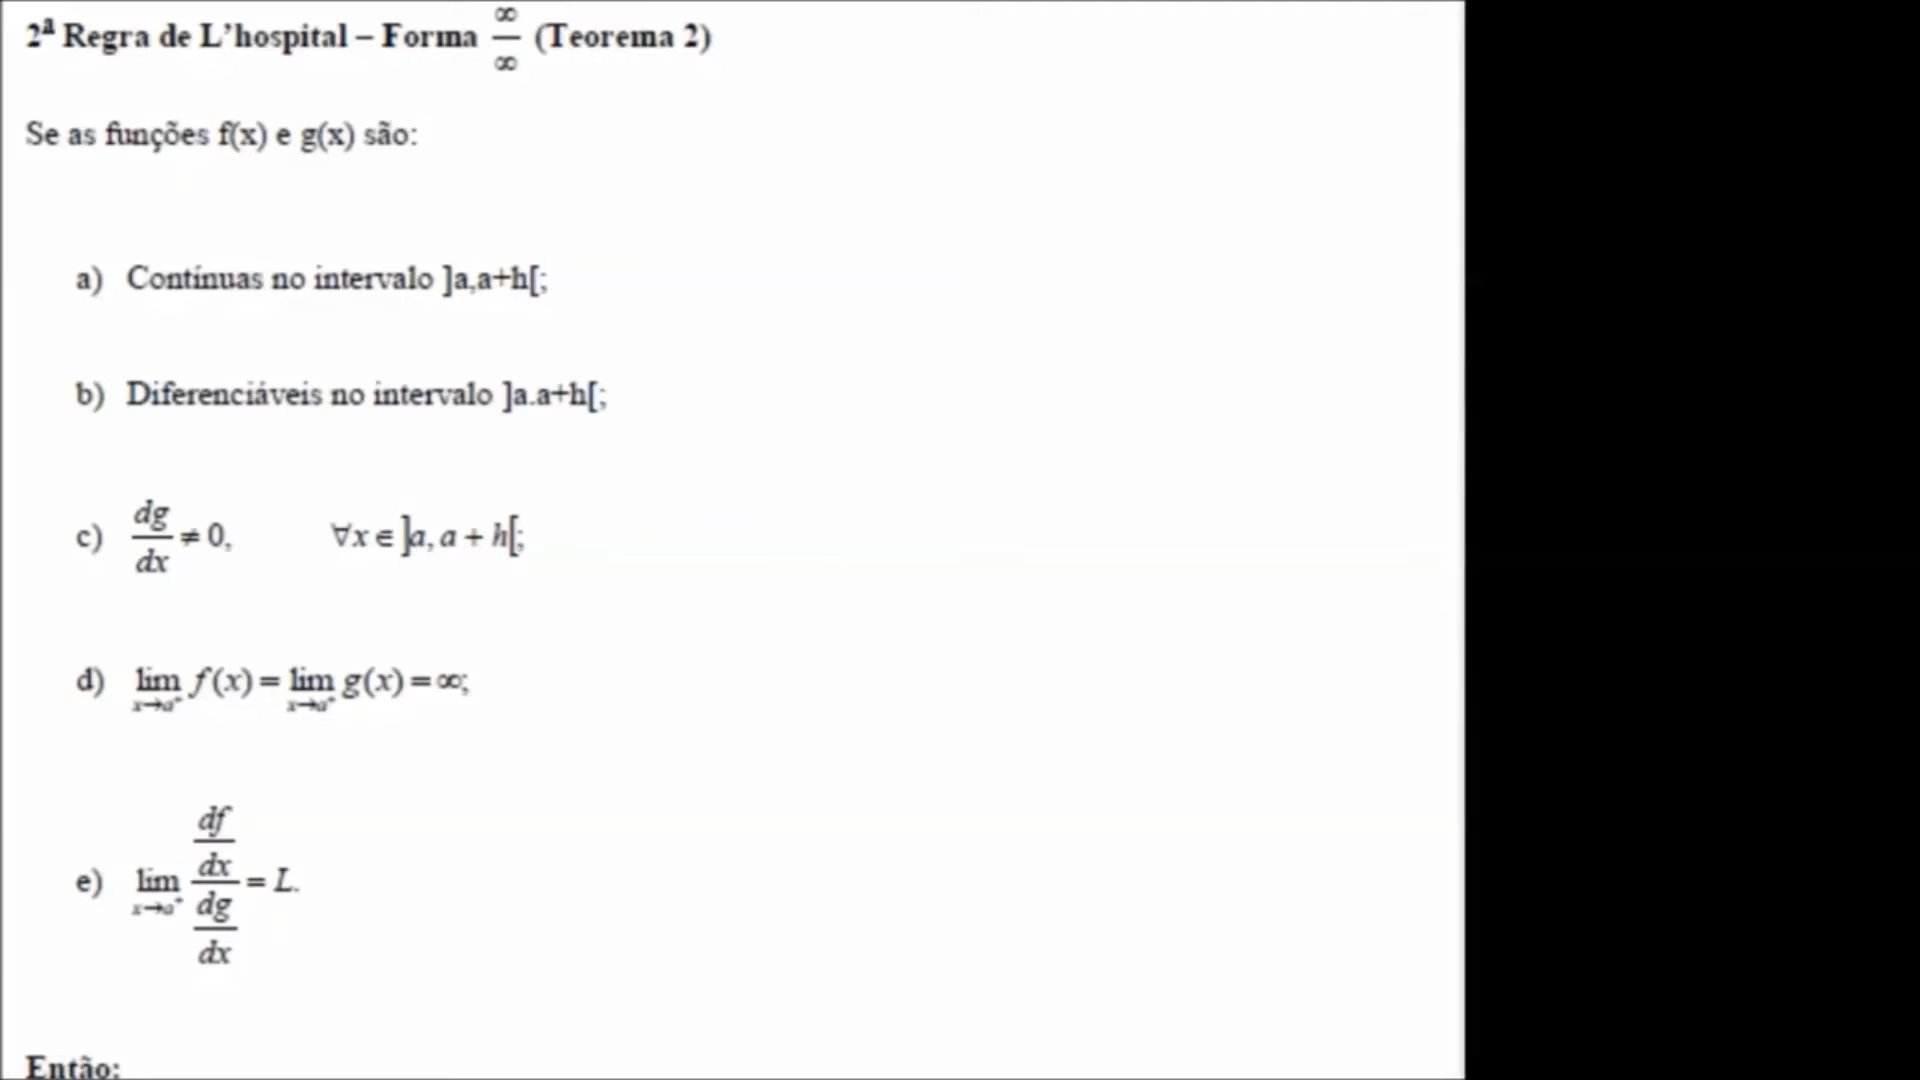 2ª Regra de L’hospital – Forma ∞/∞ (Teorema 2)
Se as funções f(x) e g(x) são:
a) Contínuas no intervalo ]a,a+h[;
b) Diferenciáveis no intervalo ]a.a+h[;
c) dg/dx ≠ 0, ∀x ∈ ]a, a + h[;
d) lim x→a⁺ f(x) = lim x→a⁺ g(x) = ∞;
e) lim x→a⁺ (df/dx)/(dg/dx) = L.
Então: